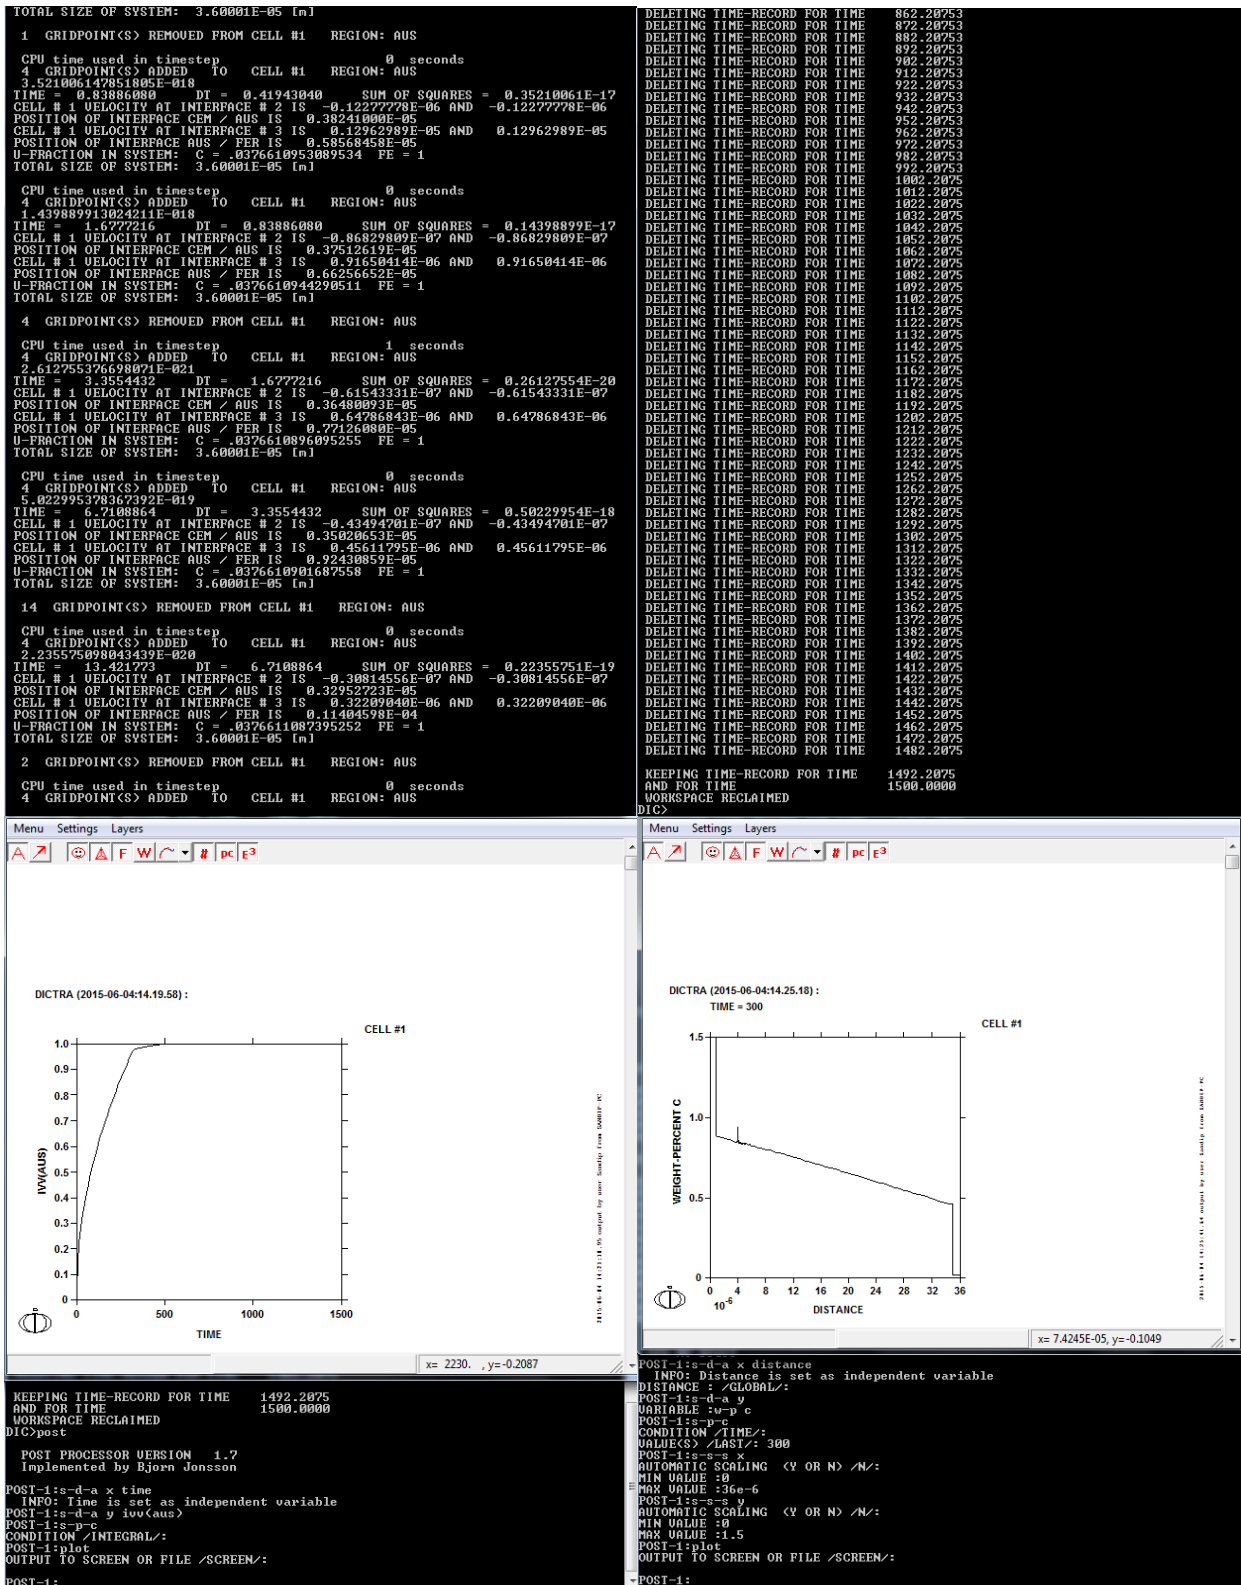 TOTAL SIZE OF SYSTEM:  3.60001E-05 [m]
1  GRIDPOINT(S) REMOVED FROM CELL #1   REGION: AUS
CPU time used in timestep                    0  seconds
4  GRIDPOINT(S) ADDED   TO   CELL #1   REGION: AUS
3.521006147851805E-018
TIME =  0.83886080     DT =  0.41943040     SUM OF SQUARES =  0.35210061E-17
CELL # 1 VELOCITY AT INTERFACE # 2 IS  -0.12277778E-06 AND  -0.12277778E-06
POSITION OF INTERFACE CEM / AUS IS   0.38241000E-05
CELL # 1 VELOCITY AT INTERFACE # 3 IS   0.12962989E-05 AND   0.12962989E-05
POSITION OF INTERFACE AUS / FER IS   0.58568458E-05
U-FRACTION IN SYSTEM:  C = .0376610953089534  FE = 1
TOTAL SIZE OF SYSTEM:  3.60001E-05 [m]
CPU time used in timestep                    0  seconds
4  GRIDPOINT(S) ADDED   TO   CELL #1   REGION: AUS
1.439889913024211E-018
TIME =   1.6777216     DT =  0.83886080     SUM OF SQUARES =  0.14398899E-17
CELL # 1 VELOCITY AT INTERFACE # 2 IS  -0.86829809E-07 AND  -0.86829809E-07
POSITION OF INTERFACE CEM / AUS IS   0.37512619E-05
CELL # 1 VELOCITY AT INTERFACE # 3 IS   0.91650414E-06 AND   0.91650414E-06
POSITION OF INTERFACE AUS / FER IS   0.66256652E-05
U-FRACTION IN SYSTEM:  C = .0376610944290511  FE = 1
TOTAL SIZE OF SYSTEM:  3.60001E-05 [m]
4  GRIDPOINT(S) REMOVED FROM CELL #1   REGION: AUS
CPU time used in timestep                    1  seconds
4  GRIDPOINT(S) ADDED   TO   CELL #1   REGION: AUS
2.612755376698071E-021
TIME =   3.3554432     DT =   1.6777216     SUM OF SQUARES =  0.26127554E-20
CELL # 1 VELOCITY AT INTERFACE # 2 IS  -0.61543331E-07 AND  -0.61543331E-07
POSITION OF INTERFACE CEM / AUS IS   0.36480093E-05
CELL # 1 VELOCITY AT INTERFACE # 3 IS   0.64786843E-06 AND   0.64786843E-06
POSITION OF INTERFACE AUS / FER IS   0.77126080E-05
U-FRACTION IN SYSTEM:  C = .0376610896095255  FE = 1
TOTAL SIZE OF SYSTEM:  3.60001E-05 [m]
CPU time used in timestep                    0  seconds
4  GRIDPOINT(S) ADDED   TO   CELL #1   REGION: AUS
5.022995378367392E-019
TIME =   6.7108864     DT =   3.3554432     SUM OF SQUARES =  0.50229954E-18
CELL # 1 VELOCITY AT INTERFACE # 2 IS  -0.43494701E-07 AND  -0.43494701E-07
POSITION OF INTERFACE CEM / AUS IS   0.35020653E-05
CELL # 1 VELOCITY AT INTERFACE # 3 IS   0.45611795E-06 AND   0.45611795E-06
POSITION OF INTERFACE AUS / FER IS   0.92430859E-05
U-FRACTION IN SYSTEM:  C = .0376610901687558  FE = 1
TOTAL SIZE OF SYSTEM:  3.60001E-05 [m]
14  GRIDPOINT(S) REMOVED FROM CELL #1   REGION: AUS
CPU time used in timestep                    0  seconds
4  GRIDPOINT(S) ADDED   TO   CELL #1   REGION: AUS
2.235575098043439E-020
TIME =   13.421773     DT =   6.7108864     SUM OF SQUARES =  0.22355751E-19
CELL # 1 VELOCITY AT INTERFACE # 2 IS  -0.30814556E-07 AND  -0.30814556E-07
POSITION OF INTERFACE CEM / AUS IS   0.32952723E-05
CELL # 1 VELOCITY AT INTERFACE # 3 IS   0.32209040E-06 AND   0.32209040E-06
POSITION OF INTERFACE AUS / FER IS   0.11404598E-04
U-FRACTION IN SYSTEM:  C = .0376611087395252  FE = 1
TOTAL SIZE OF SYSTEM:  3.60001E-05 [m]
2  GRIDPOINT(S) REMOVED FROM CELL #1   REGION: AUS
CPU time used in timestep                    0  seconds
4  GRIDPOINT(S) ADDED   TO   CELL #1   REGION: AUS
DELETING TIME-RECORD FOR TIME    862.20753
DELETING TIME-RECORD FOR TIME    872.20753
DELETING TIME-RECORD FOR TIME    882.20753
DELETING TIME-RECORD FOR TIME    892.20753
DELETING TIME-RECORD FOR TIME    902.20753
DELETING TIME-RECORD FOR TIME    912.20753
DELETING TIME-RECORD FOR TIME    922.20753
DELETING TIME-RECORD FOR TIME    932.20753
DELETING TIME-RECORD FOR TIME    942.20753
DELETING TIME-RECORD FOR TIME    952.20753
DELETING TIME-RECORD FOR TIME    962.20753
DELETING TIME-RECORD FOR TIME    972.20753
DELETING TIME-RECORD FOR TIME    982.20753
DELETING TIME-RECORD FOR TIME    992.20753
DELETING TIME-RECORD FOR TIME    1002.2075
DELETING TIME-RECORD FOR TIME    1012.2075
DELETING TIME-RECORD FOR TIME    1022.2075
DELETING TIME-RECORD FOR TIME    1032.2075
DELETING TIME-RECORD FOR TIME    1042.2075
DELETING TIME-RECORD FOR TIME    1052.2075
DELETING TIME-RECORD FOR TIME    1062.2075
DELETING TIME-RECORD FOR TIME    1072.2075
DELETING TIME-RECORD FOR TIME    1082.2075
DELETING TIME-RECORD FOR TIME    1092.2075
DELETING TIME-RECORD FOR TIME    1102.2075
DELETING TIME-RECORD FOR TIME    1112.2075
DELETING TIME-RECORD FOR TIME    1122.2075
DELETING TIME-RECORD FOR TIME    1132.2075
DELETING TIME-RECORD FOR TIME    1142.2075
DELETING TIME-RECORD FOR TIME    1152.2075
DELETING TIME-RECORD FOR TIME    1162.2075
DELETING TIME-RECORD FOR TIME    1172.2075
DELETING TIME-RECORD FOR TIME    1182.2075
DELETING TIME-RECORD FOR TIME    1192.2075
DELETING TIME-RECORD FOR TIME    1202.2075
DELETING TIME-RECORD FOR TIME    1212.2075
DELETING TIME-RECORD FOR TIME    1222.2075
DELETING TIME-RECORD FOR TIME    1232.2075
DELETING TIME-RECORD FOR TIME    1242.2075
DELETING TIME-RECORD FOR TIME    1252.2075
DELETING TIME-RECORD FOR TIME    1262.2075
DELETING TIME-RECORD FOR TIME    1272.2075
DELETING TIME-RECORD FOR TIME    1282.2075
DELETING TIME-RECORD FOR TIME    1292.2075
DELETING TIME-RECORD FOR TIME    1302.2075
DELETING TIME-RECORD FOR TIME    1312.2075
DELETING TIME-RECORD FOR TIME    1322.2075
DELETING TIME-RECORD FOR TIME    1332.2075
DELETING TIME-RECORD FOR TIME    1342.2075
DELETING TIME-RECORD FOR TIME    1352.2075
DELETING TIME-RECORD FOR TIME    1362.2075
DELETING TIME-RECORD FOR TIME    1372.2075
DELETING TIME-RECORD FOR TIME    1382.2075
DELETING TIME-RECORD FOR TIME    1392.2075
DELETING TIME-RECORD FOR TIME    1402.2075
DELETING TIME-RECORD FOR TIME    1412.2075
DELETING TIME-RECORD FOR TIME    1422.2075
DELETING TIME-RECORD FOR TIME    1432.2075
DELETING TIME-RECORD FOR TIME    1442.2075
DELETING TIME-RECORD FOR TIME    1452.2075
DELETING TIME-RECORD FOR TIME    1462.2075
DELETING TIME-RECORD FOR TIME    1472.2075
DELETING TIME-RECORD FOR TIME    1482.2075
KEEPING TIME-RECORD FOR TIME    1492.2075
AND FOR TIME                    1500.0000
WORKSPACE RECLAIMED
DIC>
Menu   Settings   Layers
A F W # pc E3
DICTRA (2015-06-04:14.19.58) :
CELL #1
1.0
0.9
0.8
0.7
0.6
0.5
0.4
0.3
0.2
0.1
0
IVV(AUS)
0 500 1000 1500
TIME
x= 2230.   , y=-0.2087
Menu   Settings   Layers
A F W # pc E3
DICTRA (2015-06-04:14.25.18) :
TIME = 300
CELL #1
1.5
1.0
0.5
0
WEIGHT-PERCENT C
0 4 8 12 16 20 24 28 32 36
10-6
DISTANCE
x= 7.4245E-05, y=-0.1049
KEEPING TIME-RECORD FOR TIME    1492.2075
AND FOR TIME                    1500.0000
WORKSPACE RECLAIMED
DIC>post
POST PROCESSOR VERSION   1.7
Implemented by Bjorn Jonsson
POST-1:s-d-a x time
INFO: Time is set as independent variable
POST-1:s-d-a y ivv(aus)
POST-1:s-p-c
CONDITION /INTEGRAL/:
POST-1:plot
OUTPUT TO SCREEN OR FILE /SCREEN/:
POST-1:
POST-1:s-d-a x distance
INFO: Distance is set as independent variable
DISTANCE : /GLOBAL/:
POST-1:s-d-a y
VARIABLE :w-p c
POST-1:s-p-c
CONDITION /TIME/:
VALUE(S) /LAST/: 300
POST-1:s-s-s x
AUTOMATIC SCALING  (Y OR N) /N/:
MIN VALUE :0
MAX VALUE :36e-6
POST-1:s-s-s y
AUTOMATIC SCALING  (Y OR N) /N/:
MIN VALUE :0
MAX VALUE :1.5
POST-1:plot
OUTPUT TO SCREEN OR FILE /SCREEN/:
POST-1: